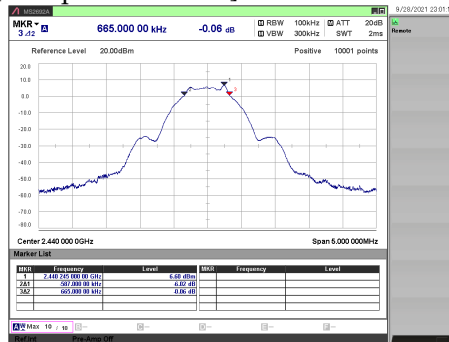 MS2692A
9/28/2021 23:01:1
MKR 3 Δ2 665.000 00 kHz -0.06 dB RBW 100kHz ATT 20dB
VBW 300kHz SWT 2ms
Remote
Reference Level 20.00dBm Positive 10001 points
20.0
10.0
0.0
-10.0
-20.0
-30.0
-40.0
-50.0
-60.0
-70.0
-80.0
Center 2.440 000 0GHz Span 5.000 000MHz
Marker List
MKR Frequency Level MKR Frequency Level
1 2.440 245 000 00 GHz 6.60 dBm
2Δ1 -587.000 00 kHz -6.02 dB
3Δ2 665.000 00 kHz -0.06 dB
Max 10 / 10
Ref.Int Pre-Amp Off